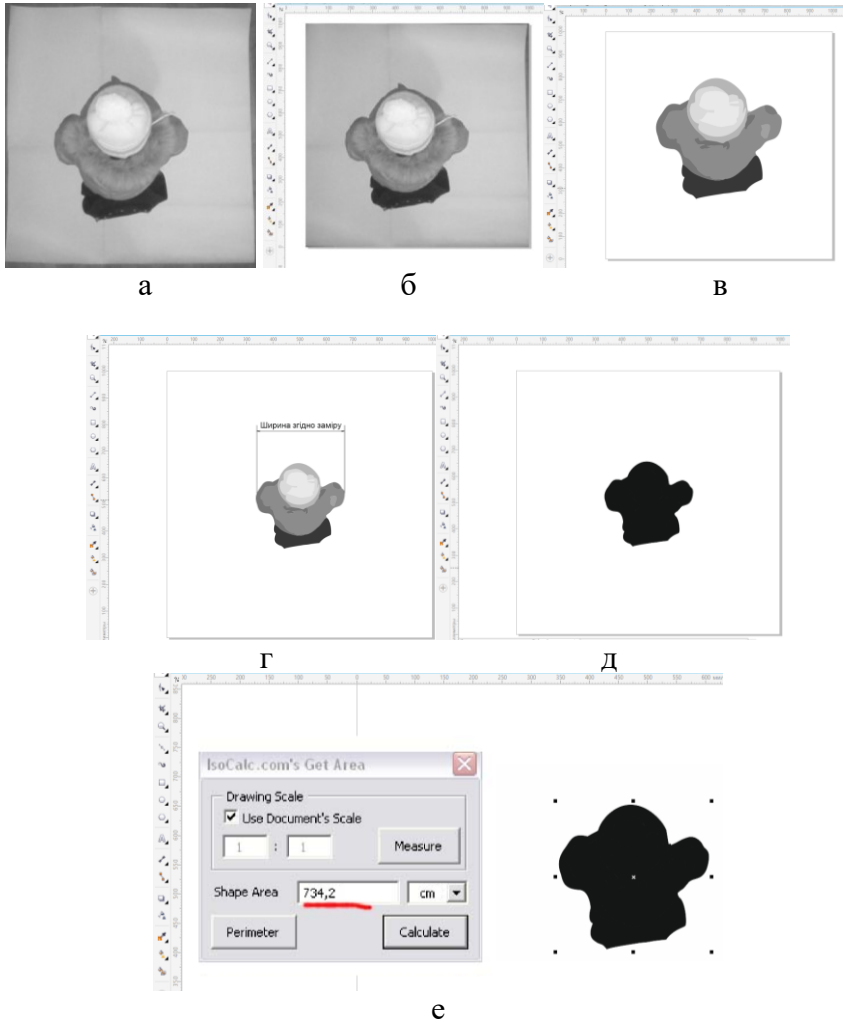 а
б
в
Ширина згідно заміру
г
д
IsoCalc.com's Get Area
Drawing Scale
Use Document's Scale
1 : 1
Measure
Shape Area 734,2 cm
Perimeter
Calculate
е